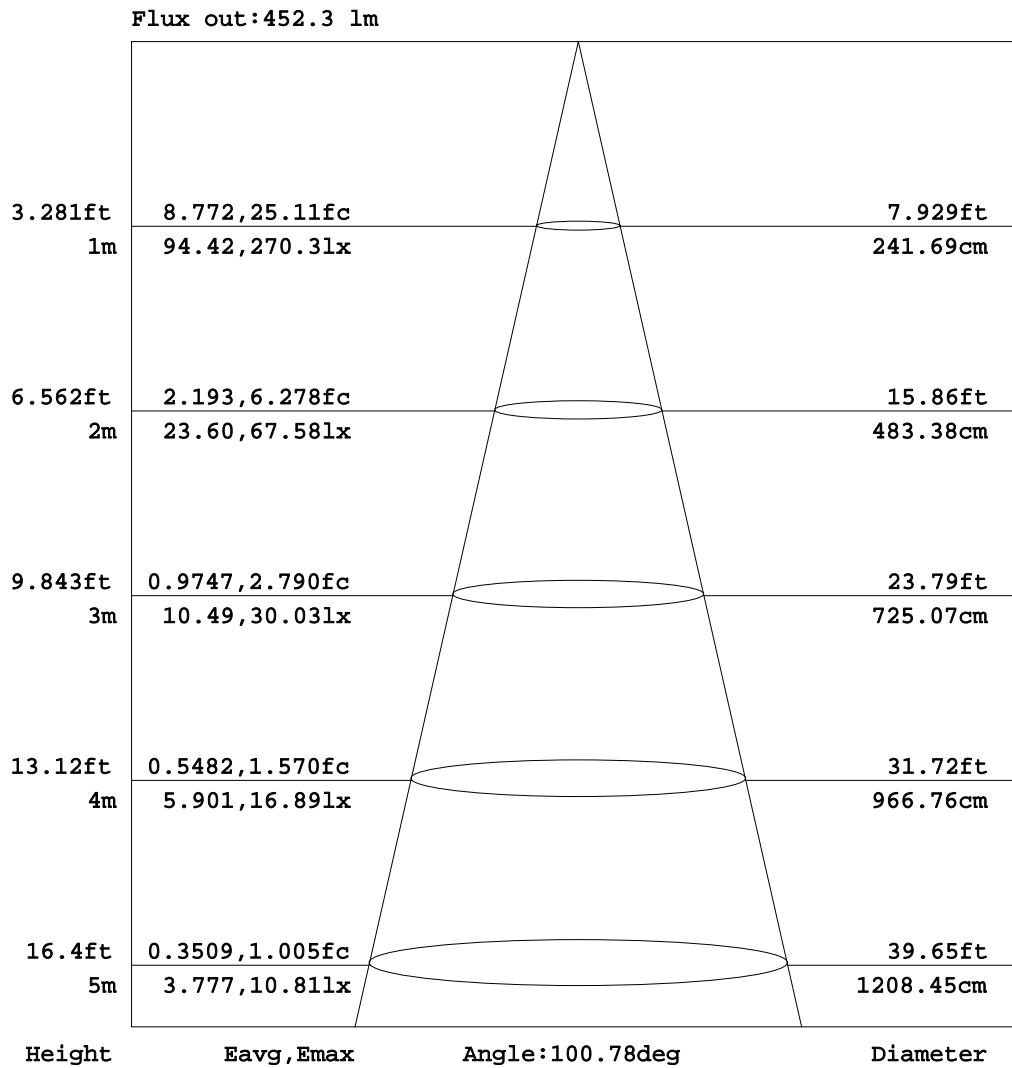 Flux out:452.3 lm
3.281ft 8.772,25.11fc 7.929ft
1m 94.42,270.3lx 241.69cm
6.562ft 2.193,6.278fc 15.86ft
2m 23.60,67.58lx 483.38cm
9.843ft 0.9747,2.790fc 23.79ft
3m 10.49,30.03lx 725.07cm
13.12ft 0.5482,1.570fc 31.72ft
4m 5.901,16.89lx 966.76cm
16.4ft 0.3509,1.005fc 39.65ft
5m 3.777,10.81lx 1208.45cm
Height Eavg,Emax Angle:100.78deg Diameter